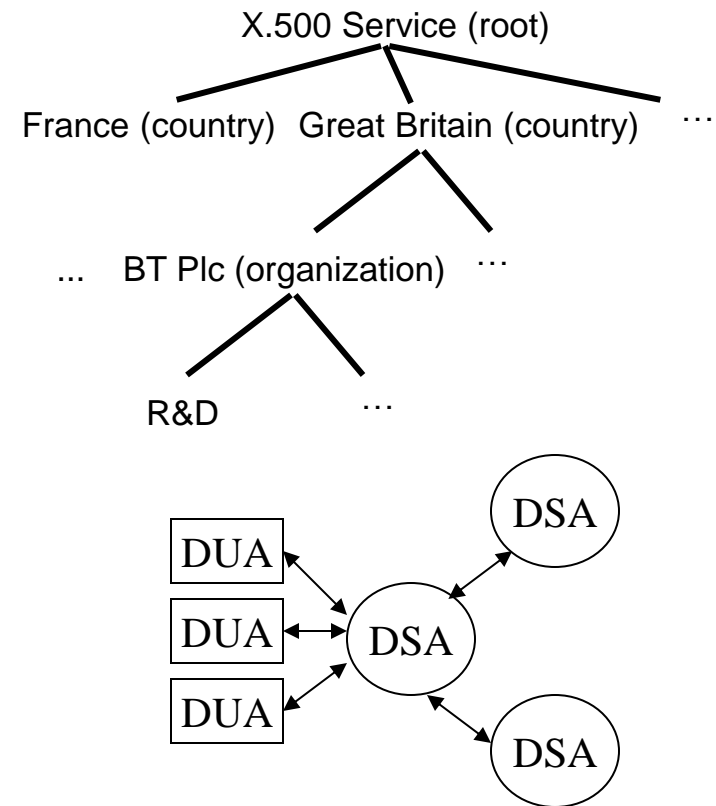 X.500 Service (root)
France (country) Great Britain (country) ...
... BT Plc (organization) ...
R&D ...
DSA
DUA
DUA DSA
DUA
DSA